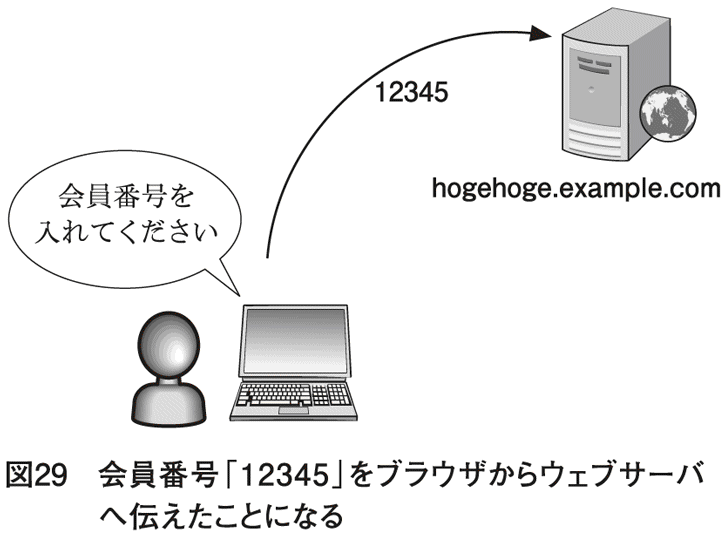 12345
会員番号を
入れてください
hogehoge.example.com
図29 会員番号「12345」をブラウザからウェブサーバ
へ伝えたことになる